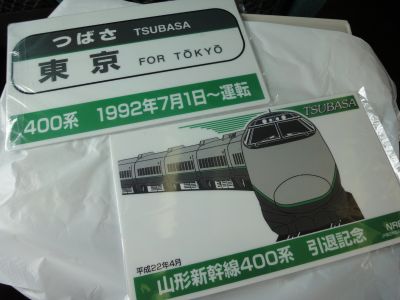 つばさ TSUBASA
東京 FOR TŌKYŌ
400系 1992年7月1日～運転
TSUBASA
平成22年4月
山形新幹線400系 引退記念